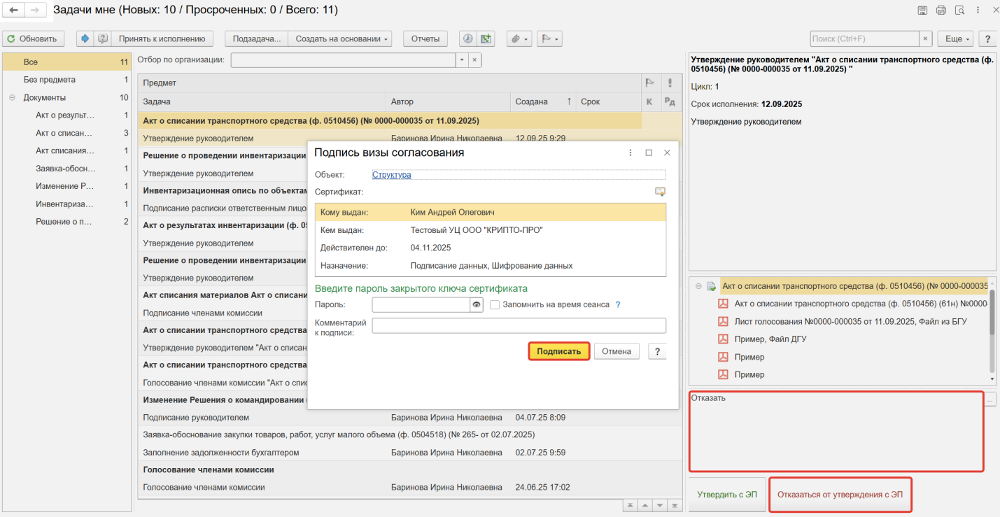 Задачи мне (Новых: 10 / Просроченных: 0 / Всего: 11)
Обновить
Принять к исполнению
Подзадача...
Создать на основании
Отчеты
Поиск (Ctrl+F)
×
Еще
?
Все 11
Без предмета 1
Документы 10
Акт о результ... 1
Акт о списан... 3
Акт списания... 1
Заявка-обосн... 1
Изменение Р... 1
Инвентариза... 1
Решение о п... 2
Отбор по организации:
Предмет
Задача Автор Создана ↑ Срок К Рд
Акт о списании транспортного средства (ф. 0510456) (№ 0000-000035 от 11.09.2025)
Утверждение руководителем Баринова Ирина Николаевна 12.09.25 9:29
Решение о проведении инвентаризации
Утверждение руководителем
Инвентаризационная опись по объектам
Подписание расписки ответственным лицо
Акт о результатах инвентаризации (ф. 05
Утверждение руководителем
Решение о проведении инвентаризации
Утверждение руководителем
Акт списания материалов Акт о списани
Подписание членами комиссии
Акт о списании транспортного средства
Утверждение руководителем "Акт о списан
Акт о списании транспортного средства
Голосование членами комиссии "Акт о спис
Изменение Решения о командировании (
Подписание руководителем Баринова Ирина Николаевна 04.07.25 8:09
Заявка-обоснование закупки товаров, работ, услуг малого объема (ф. 0504518) (№ 265- от 02.07.2025)
Заполнение задолженности бухгалтером Баринова Ирина Николаевна 02.07.25 9:59
Голосование членами комиссии
Голосование членами комиссии Баринова Ирина Николаевна 24.06.25 17:02
Подпись визы согласования
Объект: Структура
Сертификат:
Кому выдан: Ким Андрей Олегович
Кем выдан: Тестовый УЦ ООО "КРИПТО-ПРО"
Действителен до: 04.11.2025
Назначение: Подписание данных, Шифрование данных
Введите пароль закрытого ключа сертификата
Пароль: Запомнить на время сеанса ?
Комментарий
к подписи:
Подписать Отмена ?
Утверждение руководителем "Акт о списании транспортного средства (ф.
0510456) (№ 0000-000035 от 11.09.2025) "
Цикл: 1
Срок исполнения: 12.09.2025
Утверждение руководителем
Акт о списании транспортного средства (ф. 0510456) (№ 0000-000035
Акт о списании транспортного средства (ф. 0510456) (61н) №0000-
Лист голосования №0000-000035 от 11.09.2025, Файл из БГУ
Пример, Файл ДГУ
Пример
Пример
Отказать
...
Утвердить с ЭП
Отказаться от утверждения с ЭП